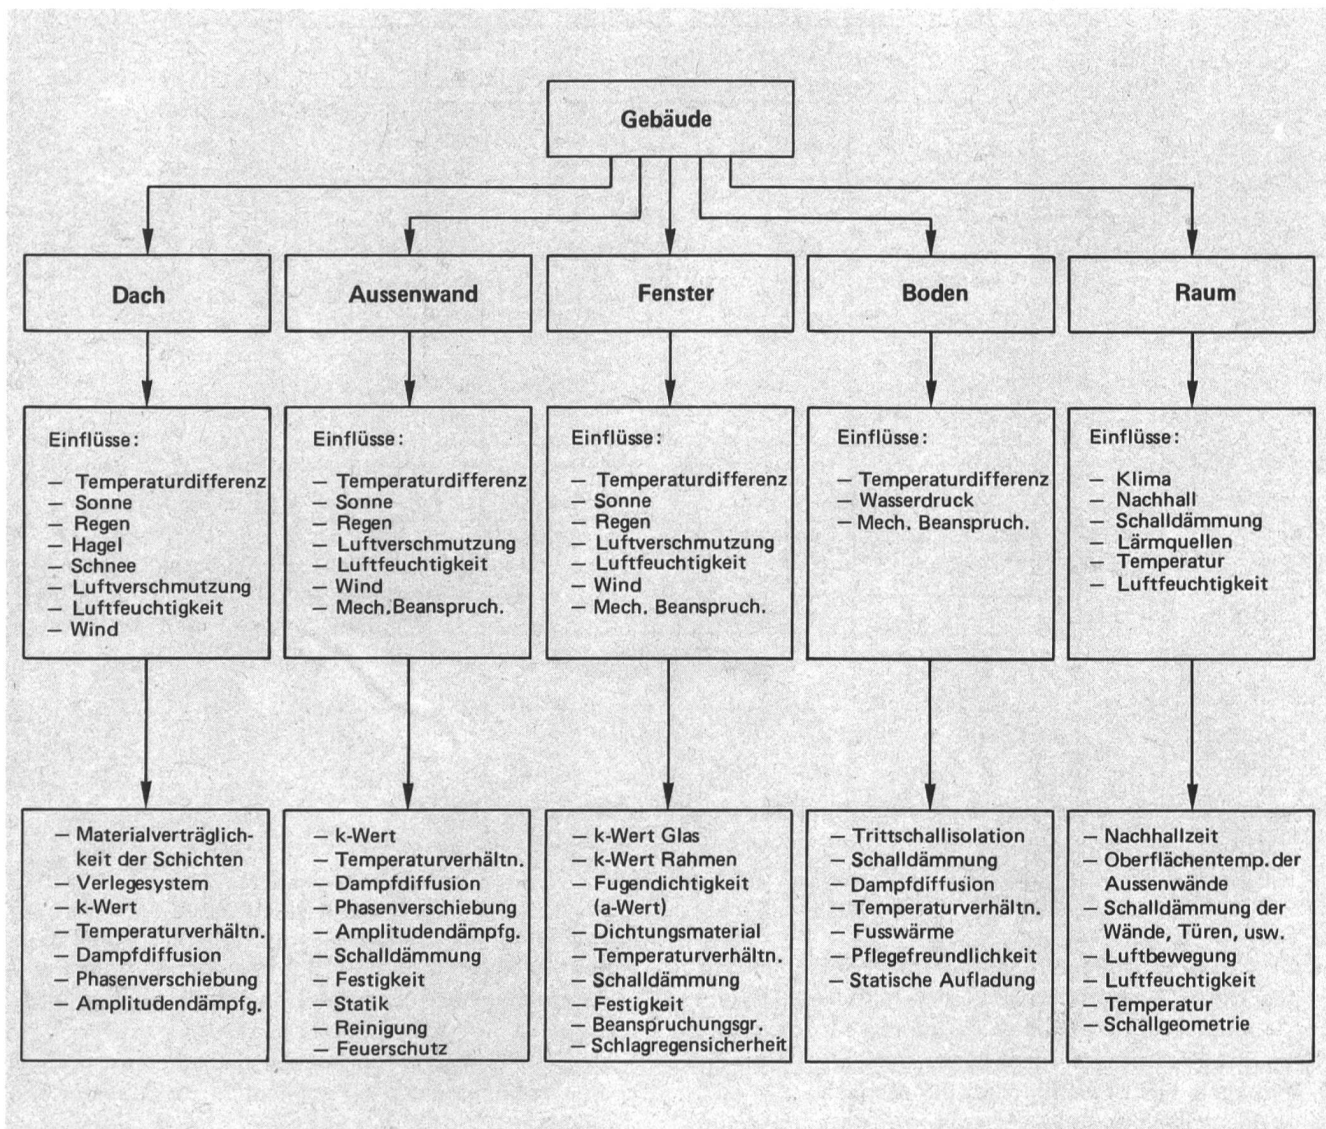 Gebäude
Dach
Aussenwand
Fenster
Boden
Raum
Einflüsse:
— Temperaturdifferenz
— Sonne
— Regen
— Hagel
— Schnee
— Luftverschmutzung
— Luftfeuchtigkeit
— Wind
Einflüsse:
— Temperaturdifferenz
— Sonne
— Regen
— Luftverschmutzung
— Luftfeuchtigkeit
— Wind
— Mech. Beanspruch.
Einflüsse:
— Temperaturdifferenz
— Sonne
— Regen
— Luftverschmutzung
— Luftfeuchtigkeit
— Wind
— Mech. Beanspruch.
Einflüsse:
— Temperaturdifferenz
— Wasserdruck
— Mech. Beanspruch.
Einflüsse:
— Klima
— Nachhall
— Schalldämmung
— Lärmquellen
— Temperatur
— Luftfeuchtigkeit
— Materialverträglich-
keit der Schichten
— Verlegesystem
— k-Wert
— Temperaturverhältn.
— Dampfdiffusion
— Phasenverschiebung
— Amplitudendämpfg.
— k-Wert
— Temperaturverhältn.
— Dampfdiffusion
— Phasenverschiebung
— Amplitudendämpfg.
— Schalldämmung
— Festigkeit
— Statik
— Reinigung
— Feuerschutz
— k-Wert Glas
— k-Wert Rahmen
— Fugendichtigkeit
(a-Wert)
— Dichtungsmaterial
— Temperaturverhältn.
— Schalldämmung
— Festigkeit
— Beanspruchungsgr.
— Schlagregensicherheit
— Trittschallisolation
— Schalldämmung
— Dampfdiffusion
— Temperaturverhältn.
— Fusswärme
— Pflegefreundlichkeit
— Statische Aufladung
— Nachhallzeit
— Oberflächentemp. der
Aussenwände
— Schalldämmung der
Wände, Türen, usw.
— Luftbewegung
— Luftfeuchtigkeit
— Temperatur
— Schallgeometrie